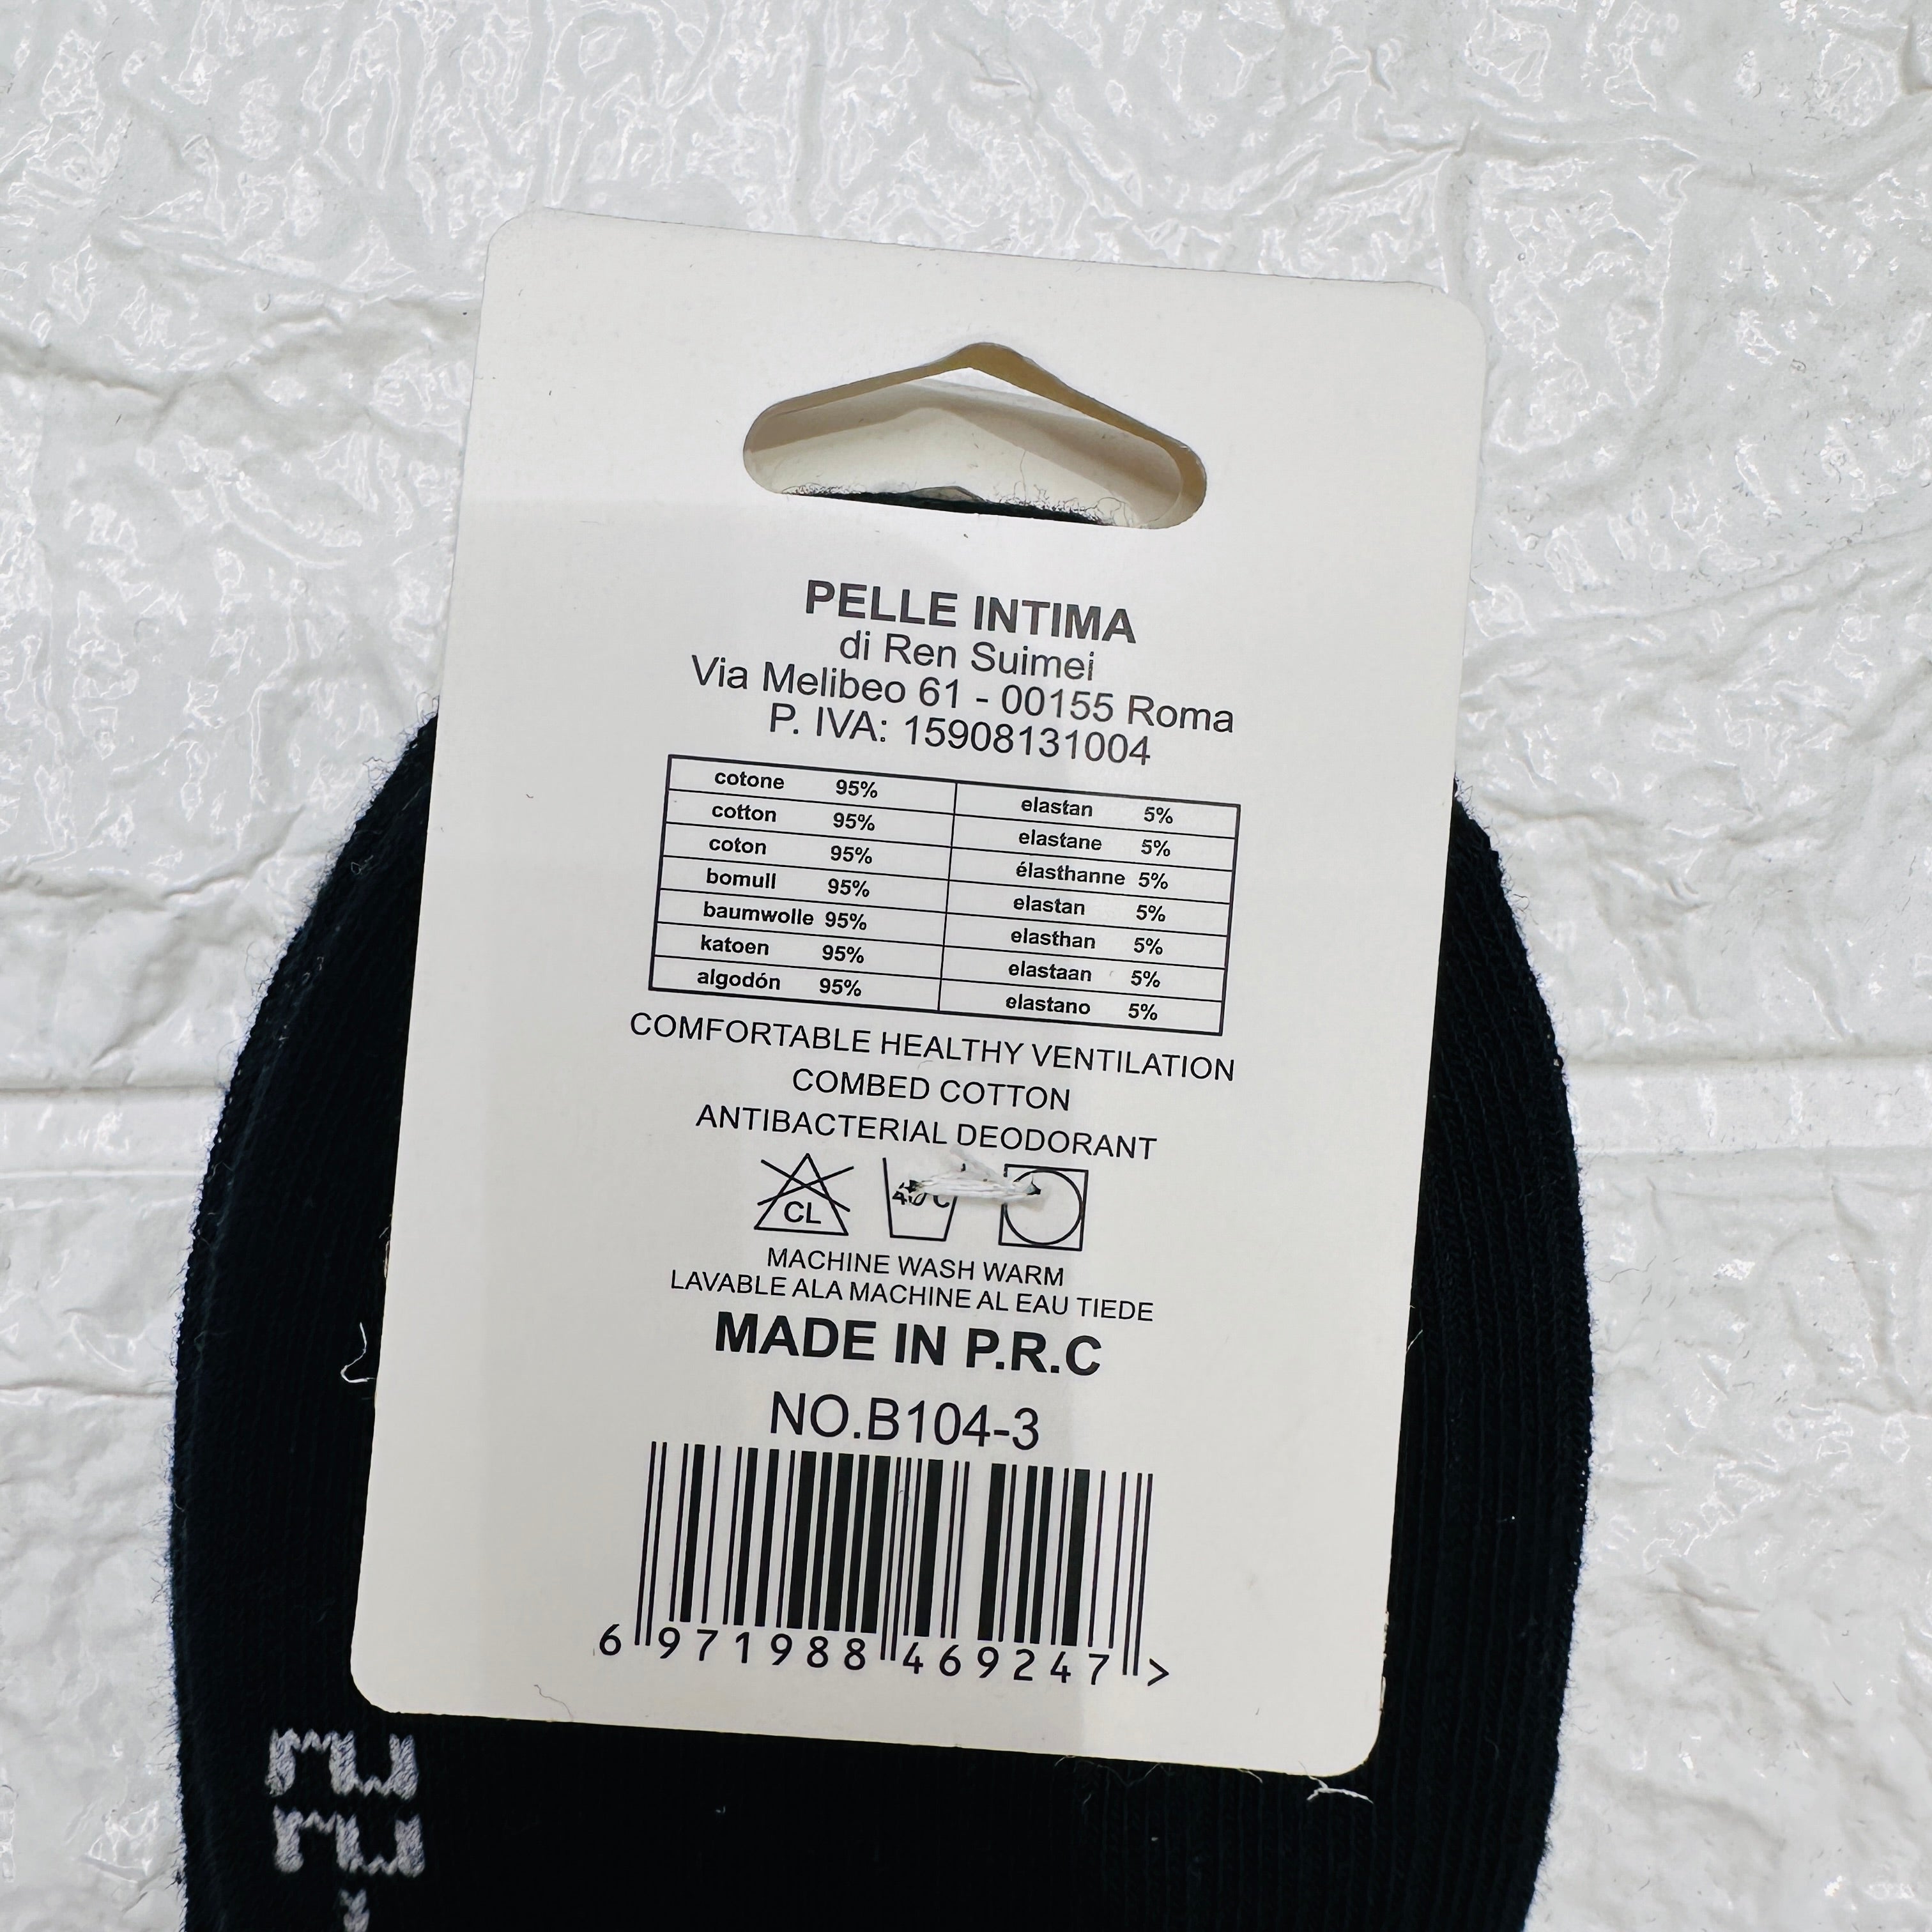 PELLE INTIMA
di Ren Suimei
Via Melibeo 61 - 00155 Roma
P. IVA: 15908131004
cotone 95% elastan 5%
cotton 95% elastane 5%
coton 95% élasthanne 5%
bomull 95% elastan 5%
baumwolle 95% elasthan 5%
katoen 95% elastaan 5%
algodón 95% elastano 5%
COMFORTABLE HEALTHY VENTILATION
COMBED COTTON
ANTIBACTERIAL DEODORANT
CL 40°C
MACHINE WASH WARM
LAVABLE ALA MACHINE AL EAU TIEDE
MADE IN P.R.C
NO.B104-3
6 971988 469247 >